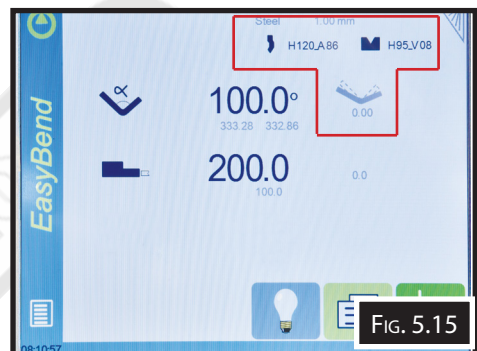 Steel 1.00 mm
H120_A86 H95_V08
α 100.0° 0.00
333.28 332.86
200.0 0.0
100.0
EasyBend
08:10:57
FIG. 5.15